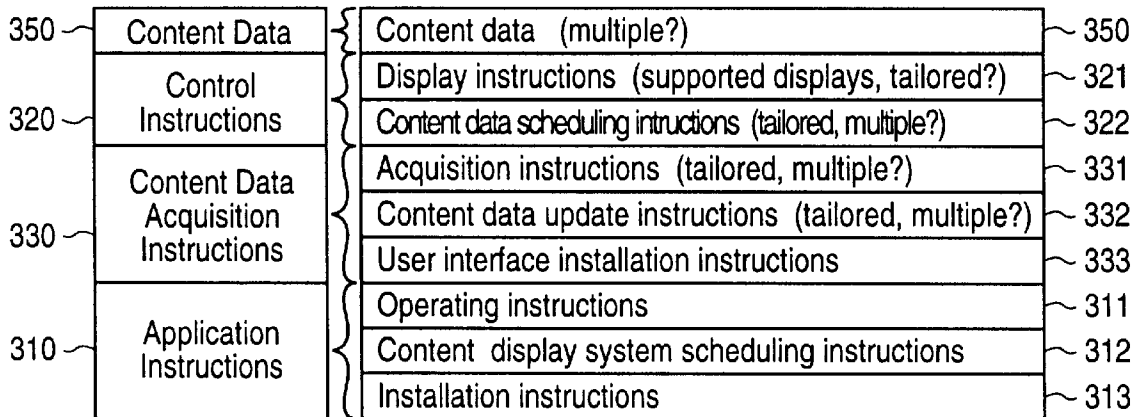 350 Content Data Content data (multiple?) 350
Control Display instructions (supported displays, tailored?) 321
320 Instructions Content data scheduling intructions (tailored, multiple?) 322
Content Data Acquisition instructions (tailored, multiple?) 331
330 Acquisition Content data update instructions (tailored, multiple?) 332
Instructions User interface installation instructions 333
Operating instructions 311
310 Application Content display system scheduling instructions 312
Instructions Installation instructions 313